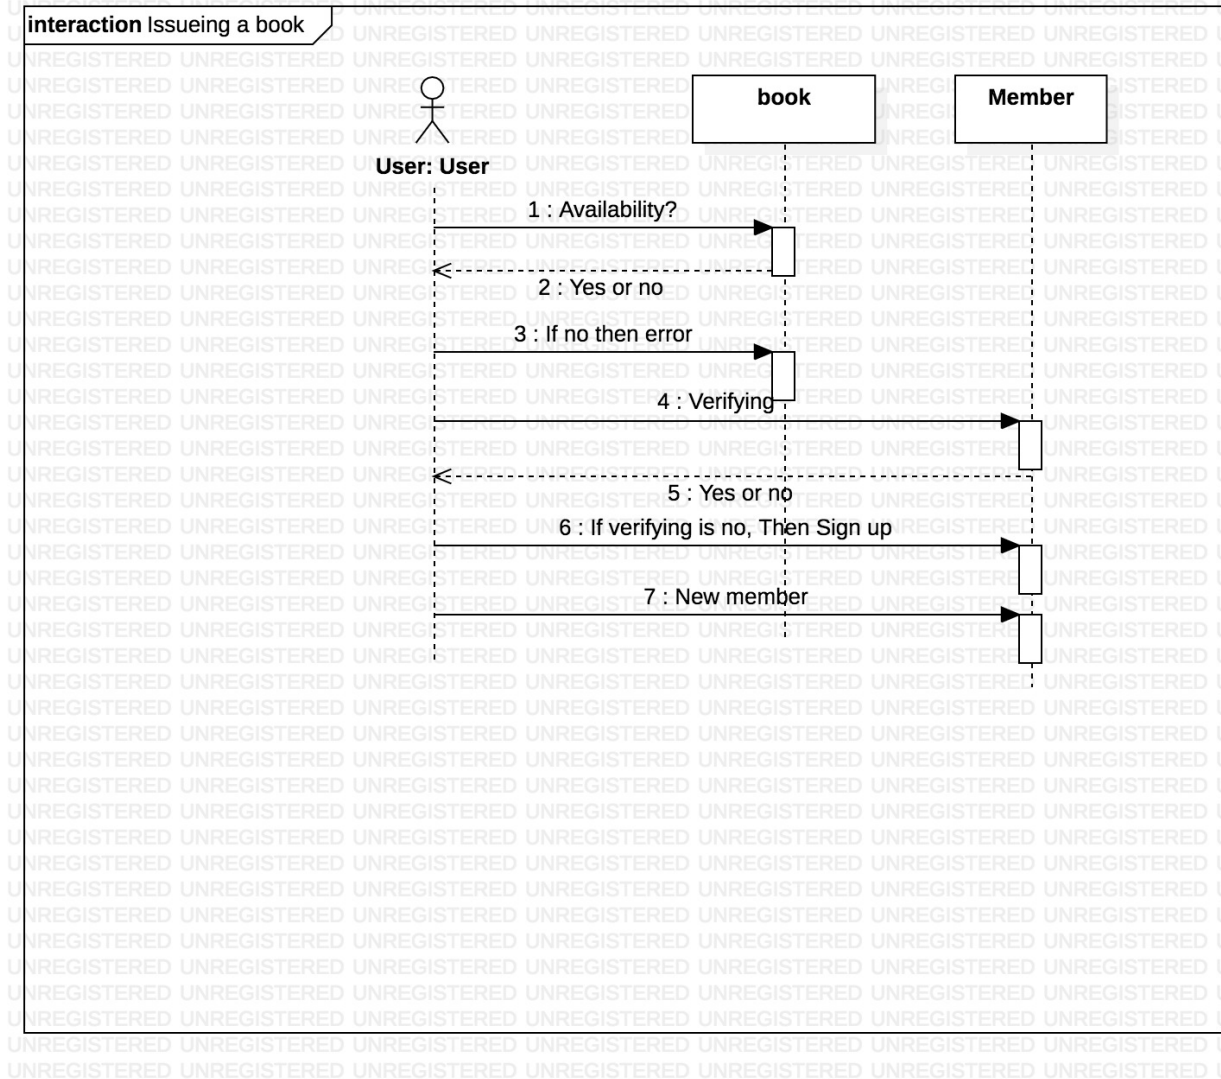 interaction Issueing a book
User: User
book
Member
1 : Availability?
2 : Yes or no
3 : If no then error
4 : Verifying
5 : Yes or no
6 : If verifying is no, Then Sign up
7 : New member
UNREGISTERED